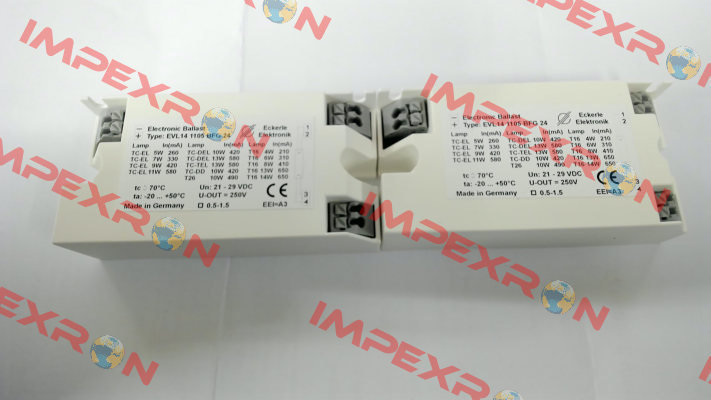 IMPEXRON
IMPEXRON
− Electronic Ballast Eckerle 1
+ Type: EVL14 1105 BFG 24 Elektronik 2
Lamp In(mA) Lamp In(mA) Lamp In(mA)
TC-EL 5W 260 TC-DEL 10W 420 T16 4W 210
TC-EL 7W 330 TC-DEL 13W 580 T16 6W 310
TC-EL 9W 420 TC-TEL 13W 580 T16 8W 410
TC-EL 11W 580 TC-DD 10W 420 T16 13W 650
T26 10W 490 T16 14W 650
tc: 70°C Un: 21 - 29 VDC
ta: -20 ... +50°C U-OUT = 250V CE 3
Made in Germany 0.5-1.5 EEI=A3 4
− Electronic Ballast Eckerle 1
+ Type: EVL14 1105 BFG 24 Elektronik 2
Lamp In(mA) Lamp In(mA) Lamp In(mA)
TC-EL 5W 260 TC-DEL 10W 420 T16 4W 210
TC-EL 7W 330 TC-DEL 13W 580 T16 6W 310
TC-EL 9W 420 TC-TEL 13W 580 T16 8W 410
TC-EL 11W 580 TC-DD 10W 420 T16 13W 650
T26 10W 490 T16 14W 650
tc: 70°C Un: 21 - 29 VDC
ta: -20 ... +50°C U-OUT = 250V CE 3
Made in Germany 0.5-1.5 EEI=A3 4
IMPEXRON
IMPEXRON
IMPEXRON
IMPEXRON